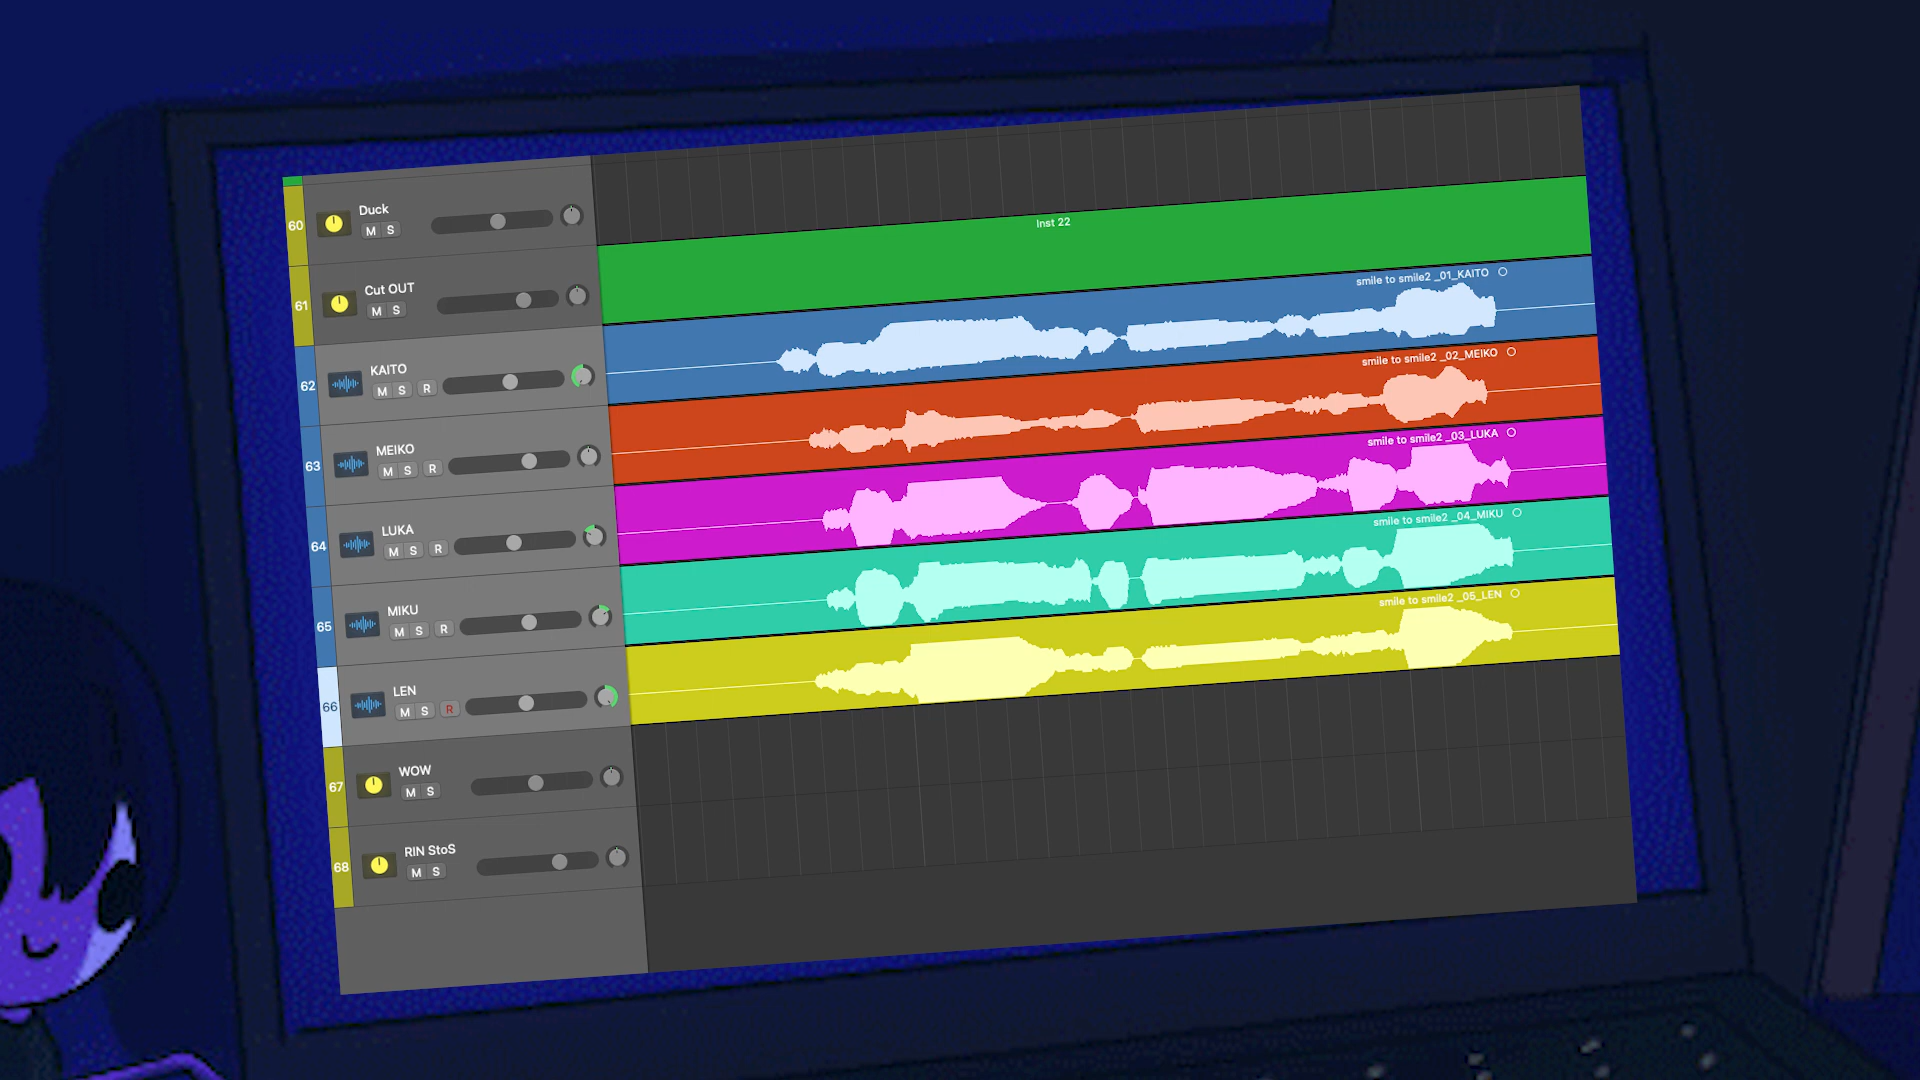 60 Duck
M S
Inst 22
61 Cut OUT
M S
smile to smile2 _01_KAITO
62 KAITO
M S R
smile to smile2 _02_MEIKO
63 MEIKO
M S R
smile to smile2 _03_LUKA
64 LUKA
M S R
smile to smile2 _04_MIKU
65 MIKU
M S R
smile to smile2 _05_LEN
66 LEN
M S R
67 WOW
M S
68 RIN StoS
M S